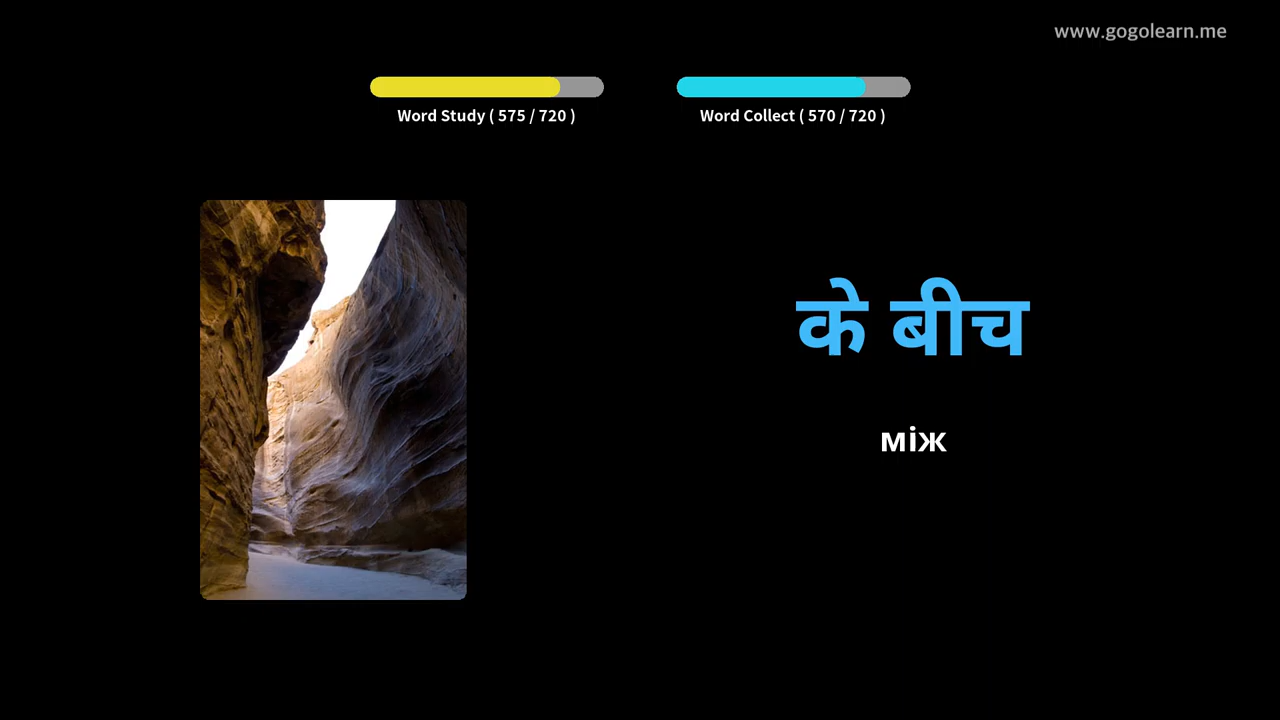 www.gogolearn.me
Word Study ( 575 / 720 )
Word Collect ( 570 / 720 )
के बीच
між